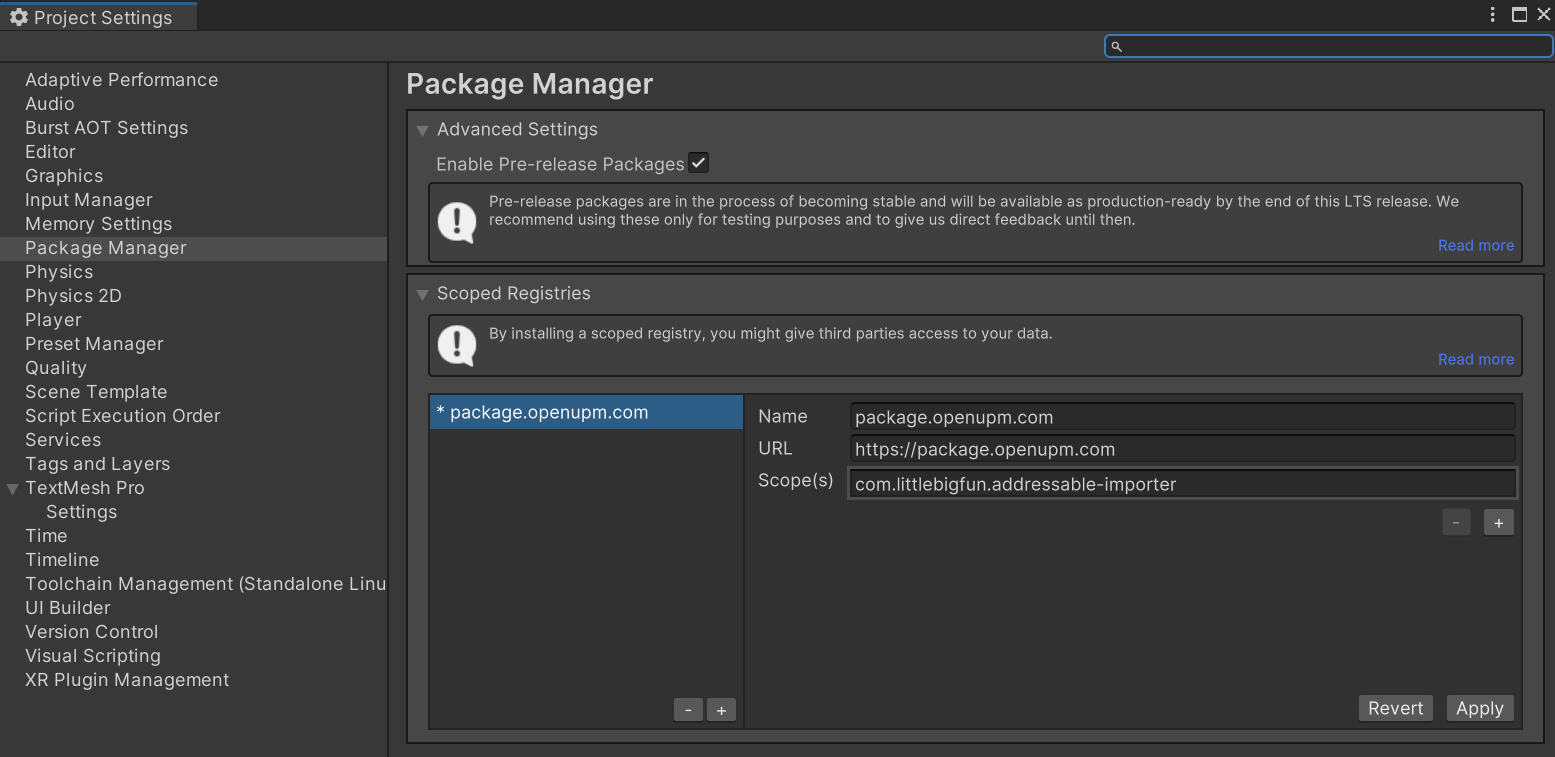 Project Settings
Adaptive Performance
Audio
Burst AOT Settings
Editor
Graphics
Input Manager
Memory Settings
Package Manager
Physics
Physics 2D
Player
Preset Manager
Quality
Scene Template
Script Execution Order
Services
Tags and Layers
TextMesh Pro
Settings
Time
Timeline
Toolchain Management (Standalone Linu
UI Builder
Version Control
Visual Scripting
XR Plugin Management
Package Manager
Advanced Settings
Enable Pre-release Packages
Pre-release packages are in the process of becoming stable and will be available as production-ready by the end of this LTS release. We
recommend using these only for testing purposes and to give us direct feedback until then.
Read more
Scoped Registries
By installing a scoped registry, you might give third parties access to your data.
Read more
* package.openupm.com
- +
Name package.openupm.com
URL https://package.openupm.com
Scope(s) com.littlebigfun.addressable-importer
- +
Revert Apply